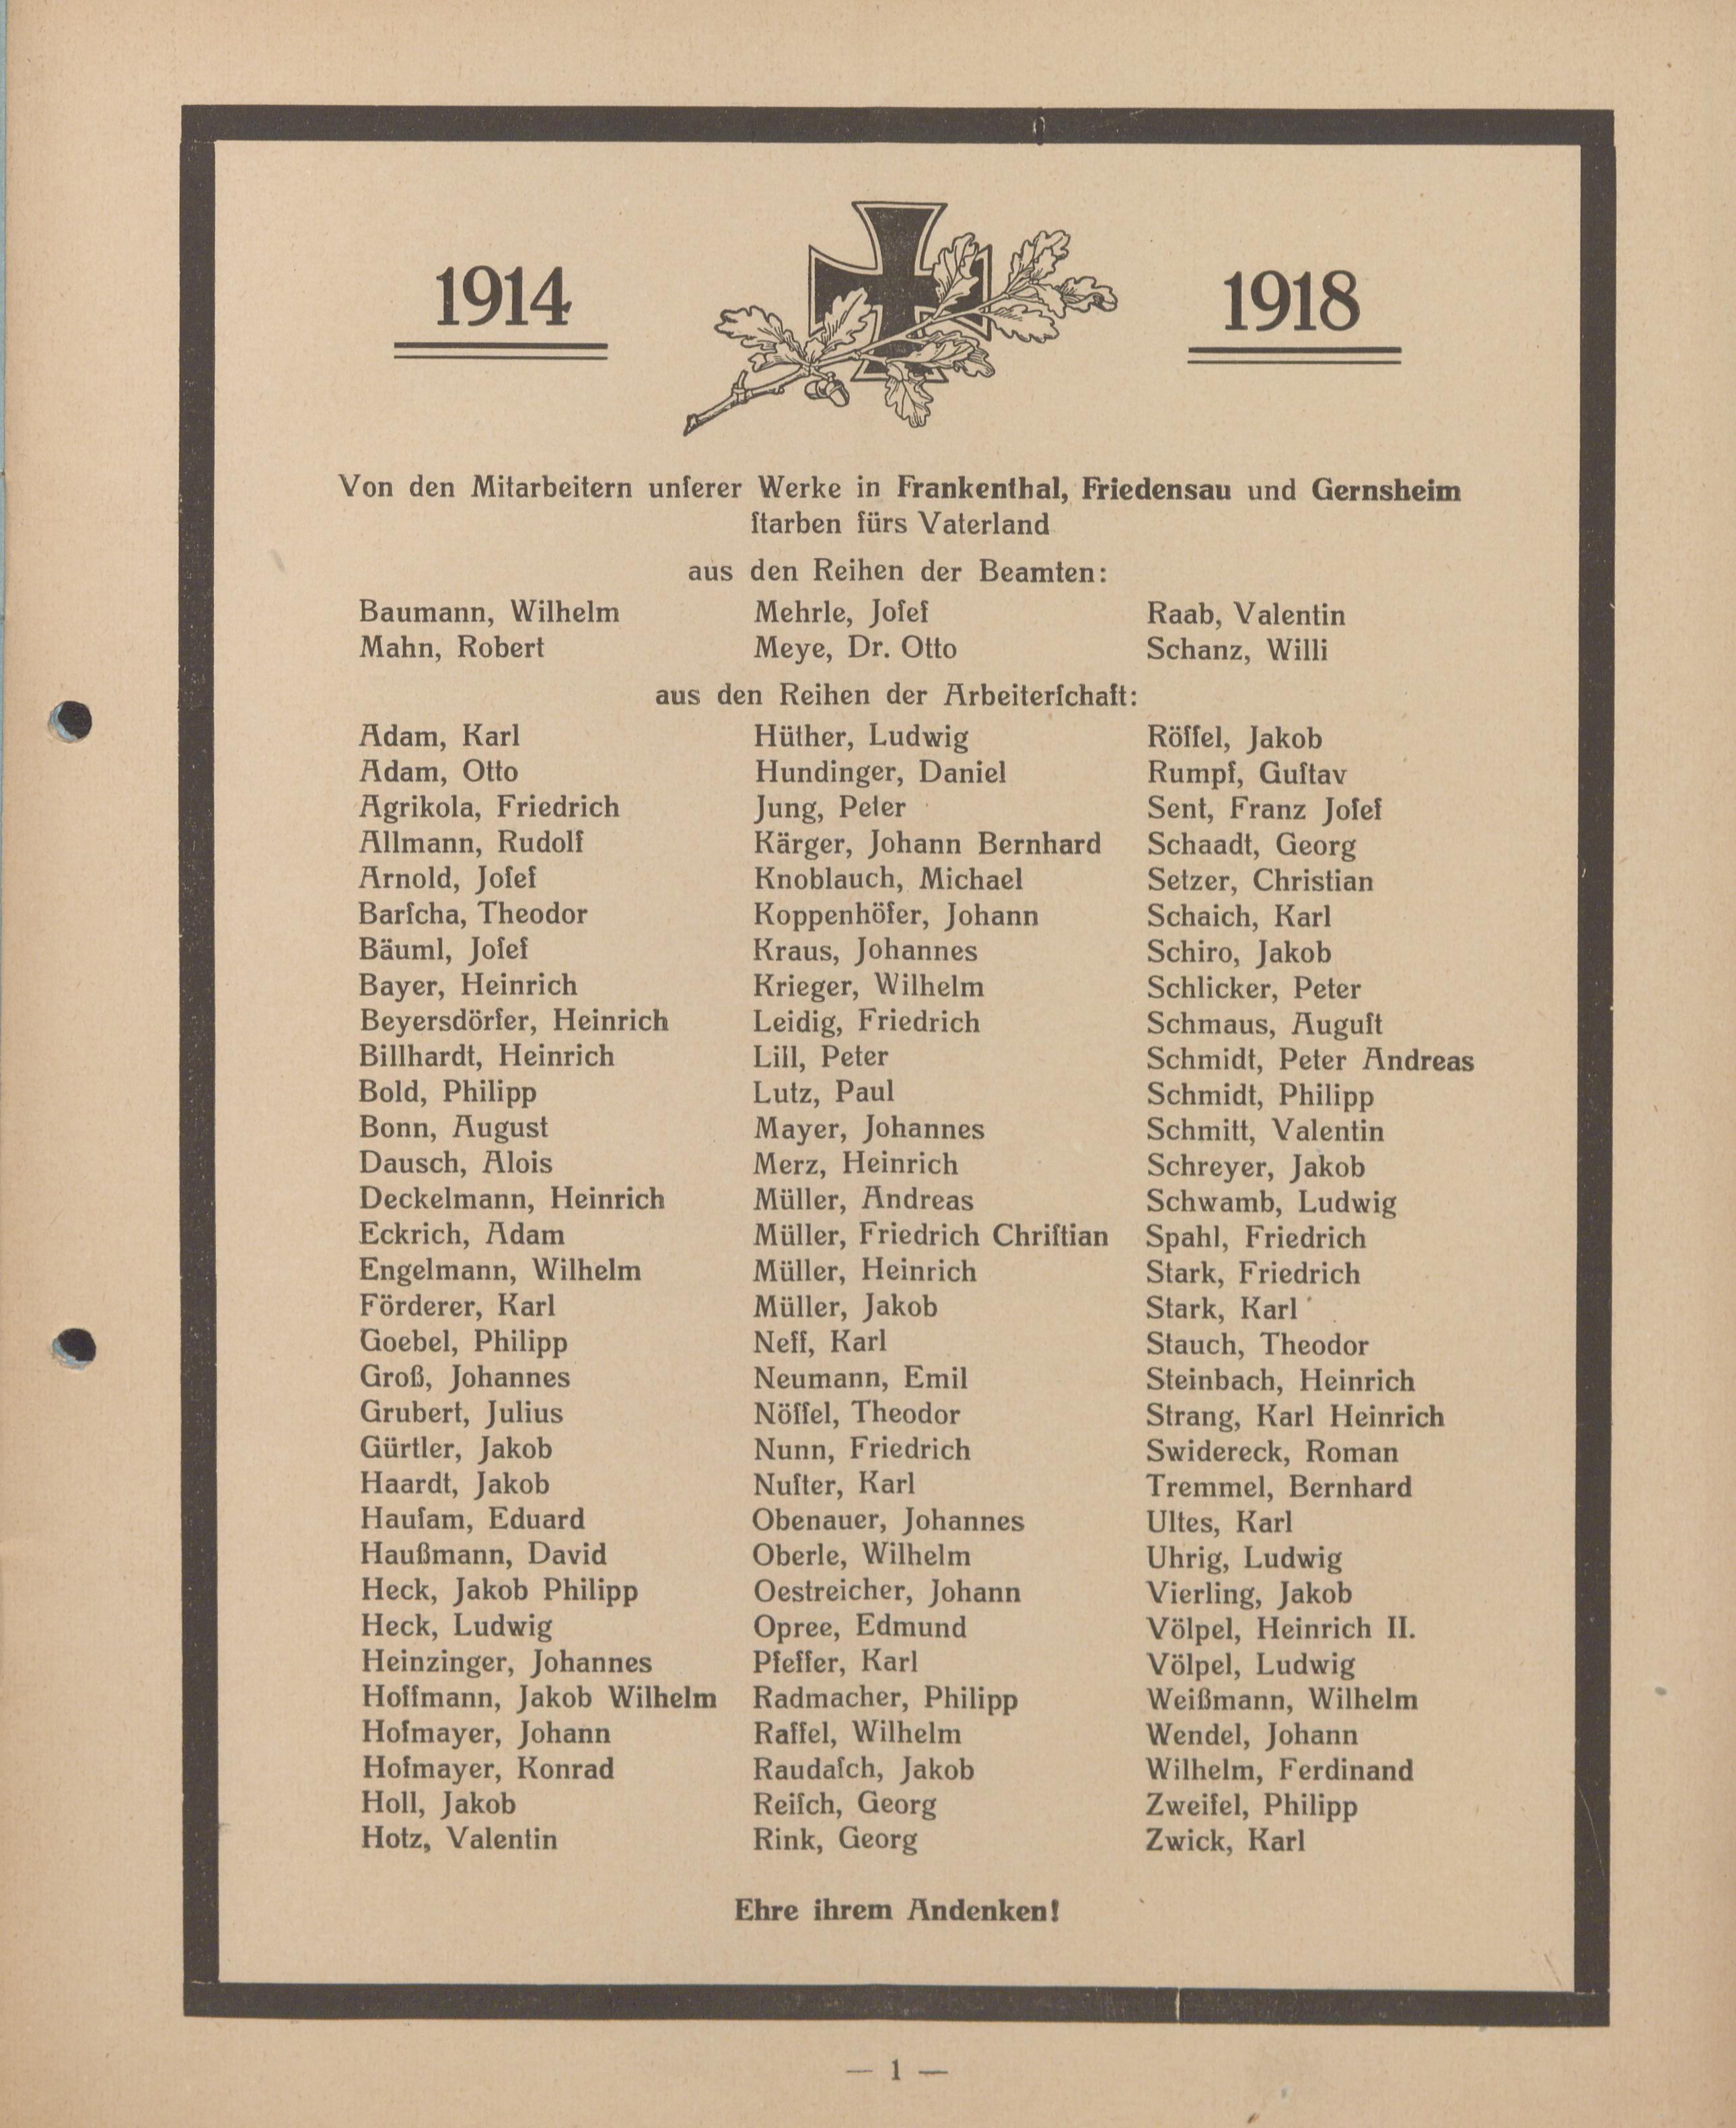 1914
1918
Von den Mitarbeitern unſerer Werke in Frankenthal, Friedensau und Gernsheim
ſtarben fürs Vaterland
aus den Reihen der Beamten:
Baumann, Wilhelm
Mahn, Robert
Mehrle, Joſef
Meye, Dr. Otto
Raab, Valentin
Schanz, Willi
aus den Reihen der Arbeiterſchaft:
Adam, Karl
Adam, Otto
Agrikola, Friedrich
Allmann, Rudolf
Arnold, Joſef
Barſcha, Theodor
Bäuml, Joſef
Bayer, Heinrich
Beyersdörfer, Heinrich
Billhardt, Heinrich
Bold, Philipp
Bonn, August
Dausch, Alois
Deckelmann, Heinrich
Eckrich, Adam
Engelmann, Wilhelm
Förderer, Karl
Goebel, Philipp
Groß, Johannes
Grubert, Julius
Gürtler, Jakob
Haardt, Jakob
Hauſam, Eduard
Haußmann, David
Heck, Jakob Philipp
Heck, Ludwig
Heinzinger, Johannes
Hoffmann, Jakob Wilhelm
Hofmayer, Johann
Hofmayer, Konrad
Holl, Jakob
Hotz, Valentin
Hüther, Ludwig
Hundinger, Daniel
Jung, Peter
Kärger, Johann Bernhard
Knoblauch, Michael
Koppenhöfer, Johann
Kraus, Johannes
Krieger, Wilhelm
Leidig, Friedrich
Lill, Peter
Lutz, Paul
Mayer, Johannes
Merz, Heinrich
Müller, Andreas
Müller, Friedrich Chriſtian
Müller, Heinrich
Müller, Jakob
Neff, Karl
Neumann, Emil
Nöſſel, Theodor
Nunn, Friedrich
Nuſter, Karl
Obenauer, Johannes
Oberle, Wilhelm
Oestreicher, Johann
Opree, Edmund
Pfeffer, Karl
Radmacher, Philipp
Raſſel, Wilhelm
Raudaſch, Jakob
Reiſch, Georg
Rink, Georg
Röſſel, Jakob
Rumpf, Guſtav
Sent, Franz Joſef
Schaadt, Georg
Setzer, Christian
Schaich, Karl
Schiro, Jakob
Schlicker, Peter
Schmaus, Auguſt
Schmidt, Peter Andreas
Schmidt, Philipp
Schmitt, Valentin
Schreyer, Jakob
Schwamb, Ludwig
Spahl, Friedrich
Stark, Friedrich
Stark, Karl
Stauch, Theodor
Steinbach, Heinrich
Strang, Karl Heinrich
Swidereck, Roman
Tremmel, Bernhard
Ultes, Karl
Uhrig, Ludwig
Vierling, Jakob
Völpel, Heinrich II.
Völpel, Ludwig
Weißmann, Wilhelm
Wendel, Johann
Wilhelm, Ferdinand
Zweifel, Philipp
Zwick, Karl
Ehre ihrem Andenken!
— 1 —